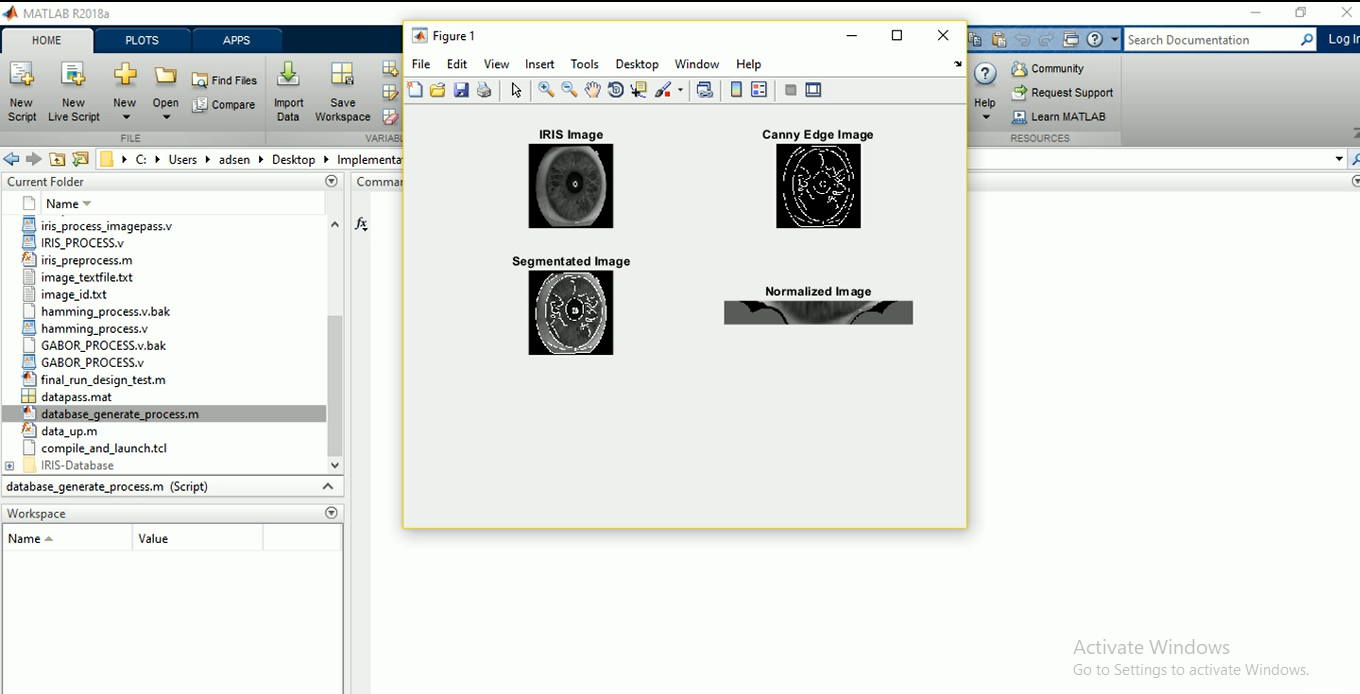 MATLAB R2018a
HOME PLOTS APPS
Search Documentation
Log In
New Script
New Live Script
New
Open
Find Files
Compare
Import Data
Save Workspace
FILE
VARIABL
Help
Community
Request Support
Learn MATLAB
RESOURCES
C: Users adsen Desktop Implementa
Current Folder
Name
iris_process_imagepass.v
IRIS_PROCESS.v
iris_preprocess.m
image_textfile.txt
image_id.txt
hamming_process.v.bak
hamming_process.v
GABOR_PROCESS.v.bak
GABOR_PROCESS.v
final_run_design_test.m
datapass.mat
database_generate_process.m
data_up.m
compile_and_launch.tcl
IRIS-Database
database_generate_process.m (Script)
Workspace
Name Value
Comman
fx
Figure 1
File Edit View Insert Tools Desktop Window Help
IRIS Image
Canny Edge Image
Segmentated Image
Normalized Image
Activate Windows
Go to Settings to activate Windows.